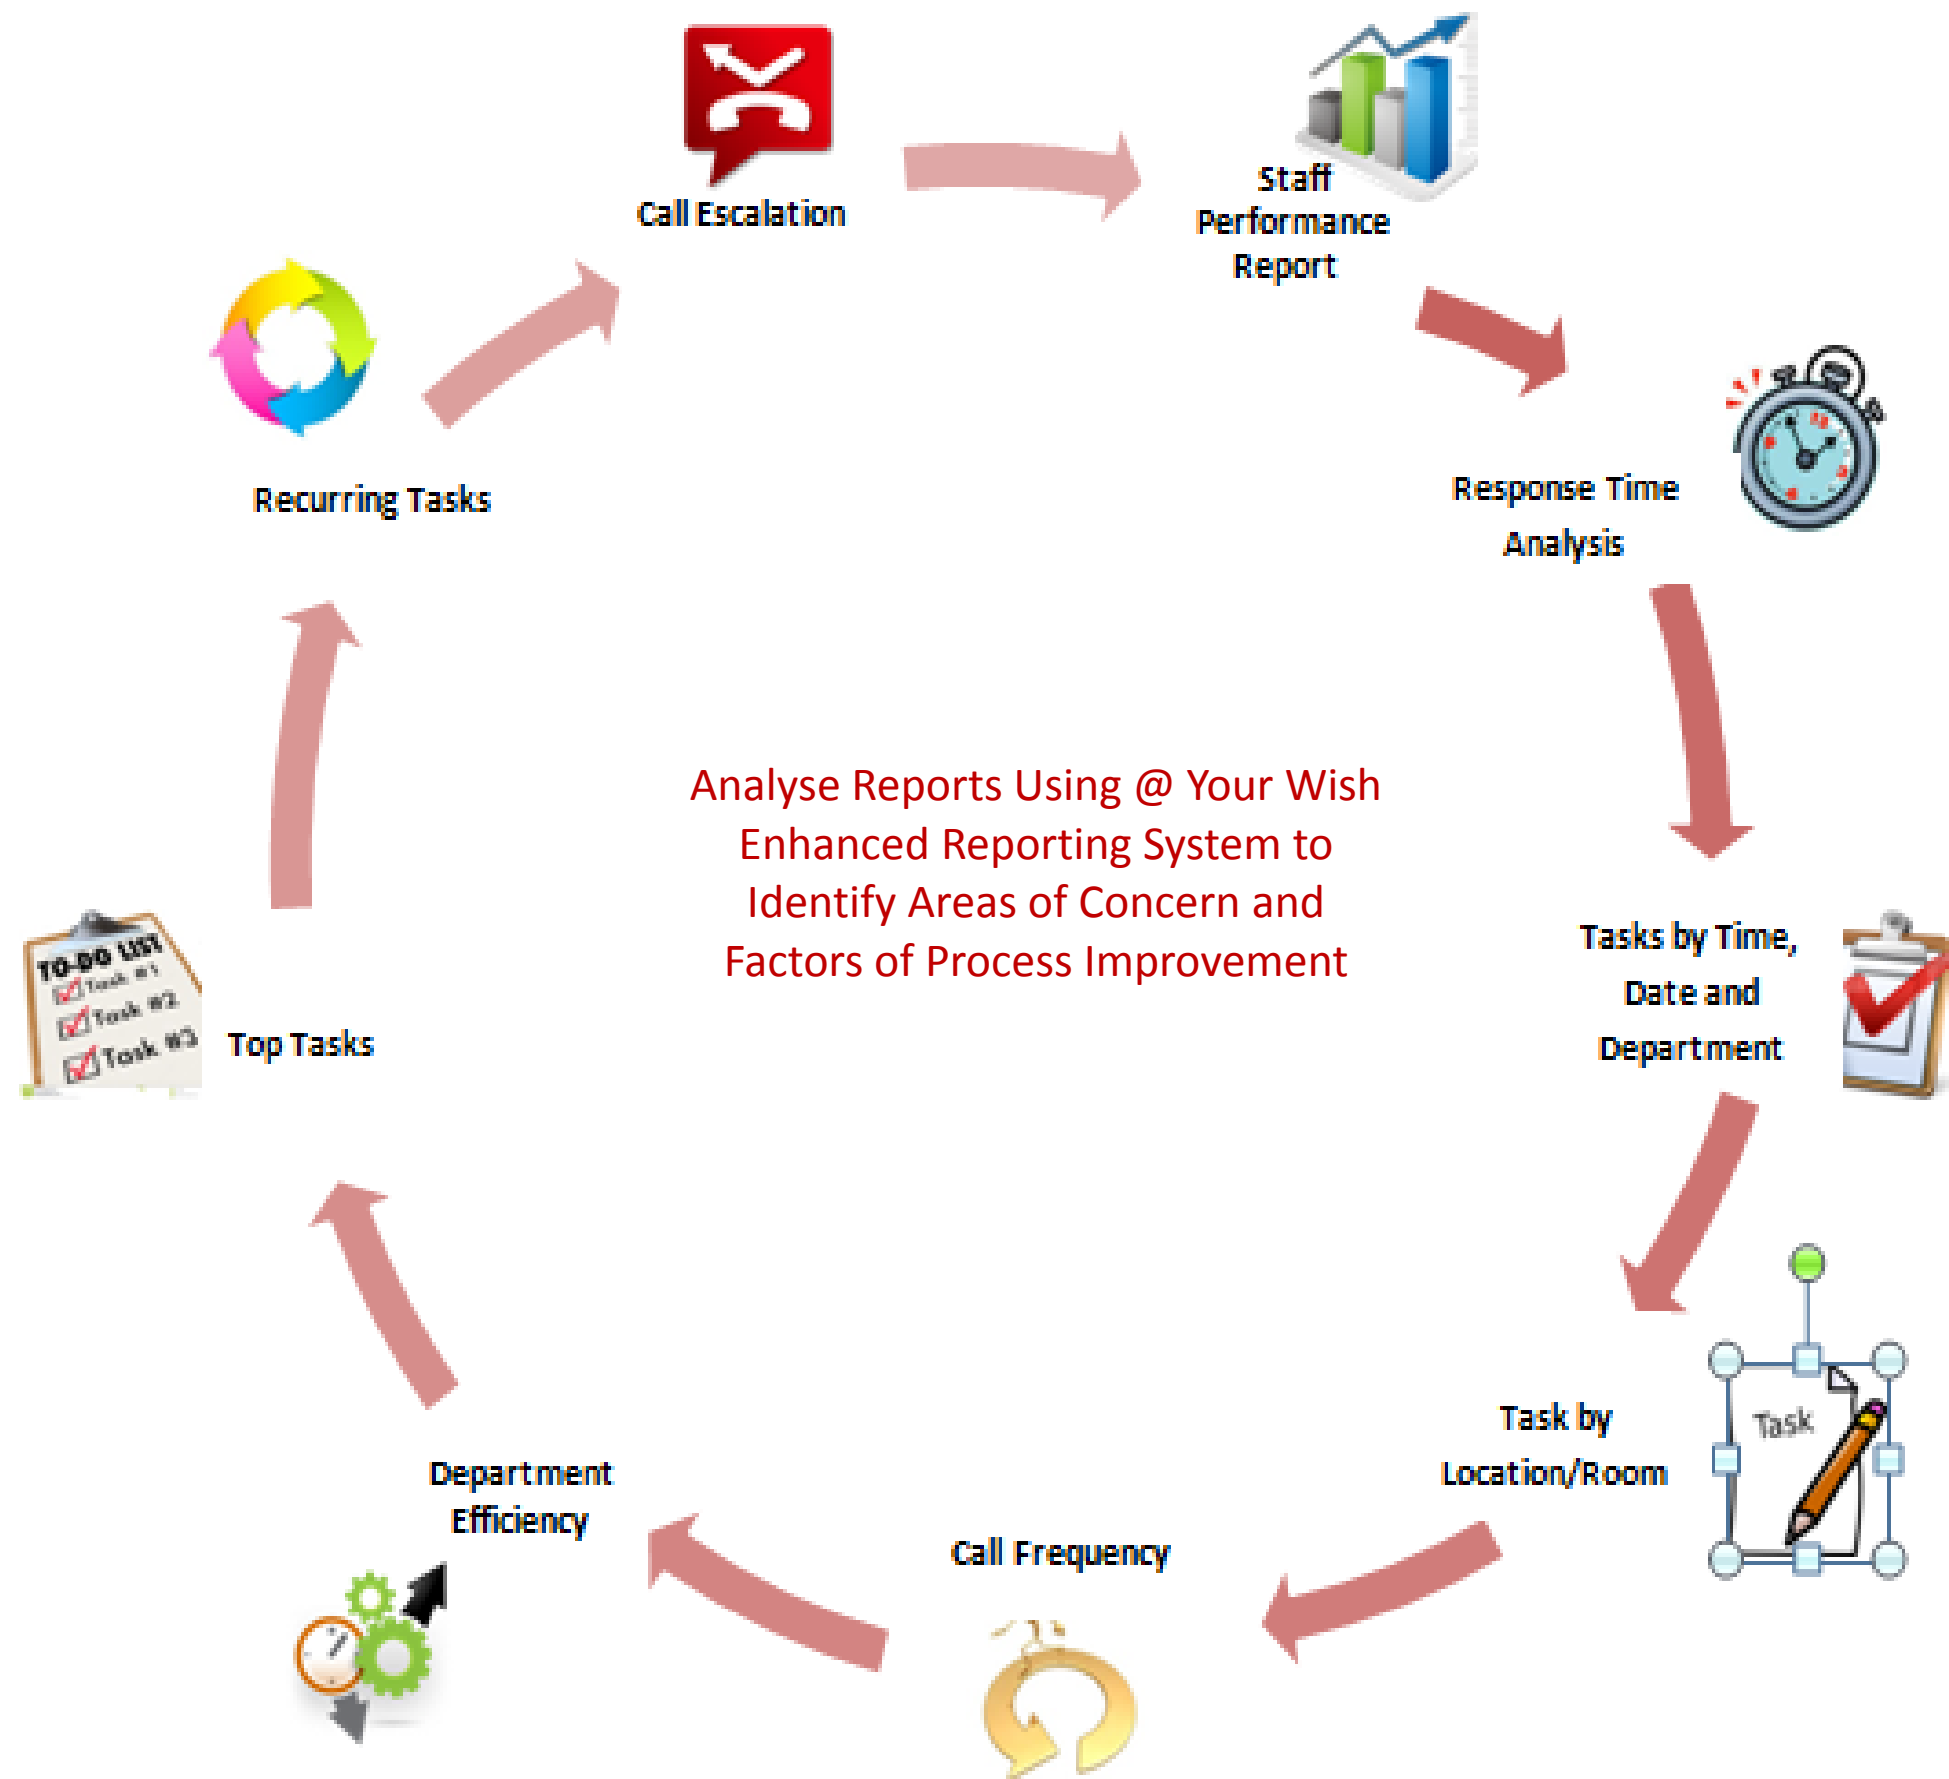 Call Escalation
Staff
Performance
Report
Response Time
Analysis
Tasks by Time,
Date and
Department
Task by
Location/Room
Task
Call Frequency
Department
Efficiency
Top Tasks
TO-DO LIST
Task #1
Task #2
Task #3
Recurring Tasks
Analyse Reports Using @ Your Wish
Enhanced Reporting System to
Identify Areas of Concern and
Factors of Process Improvement